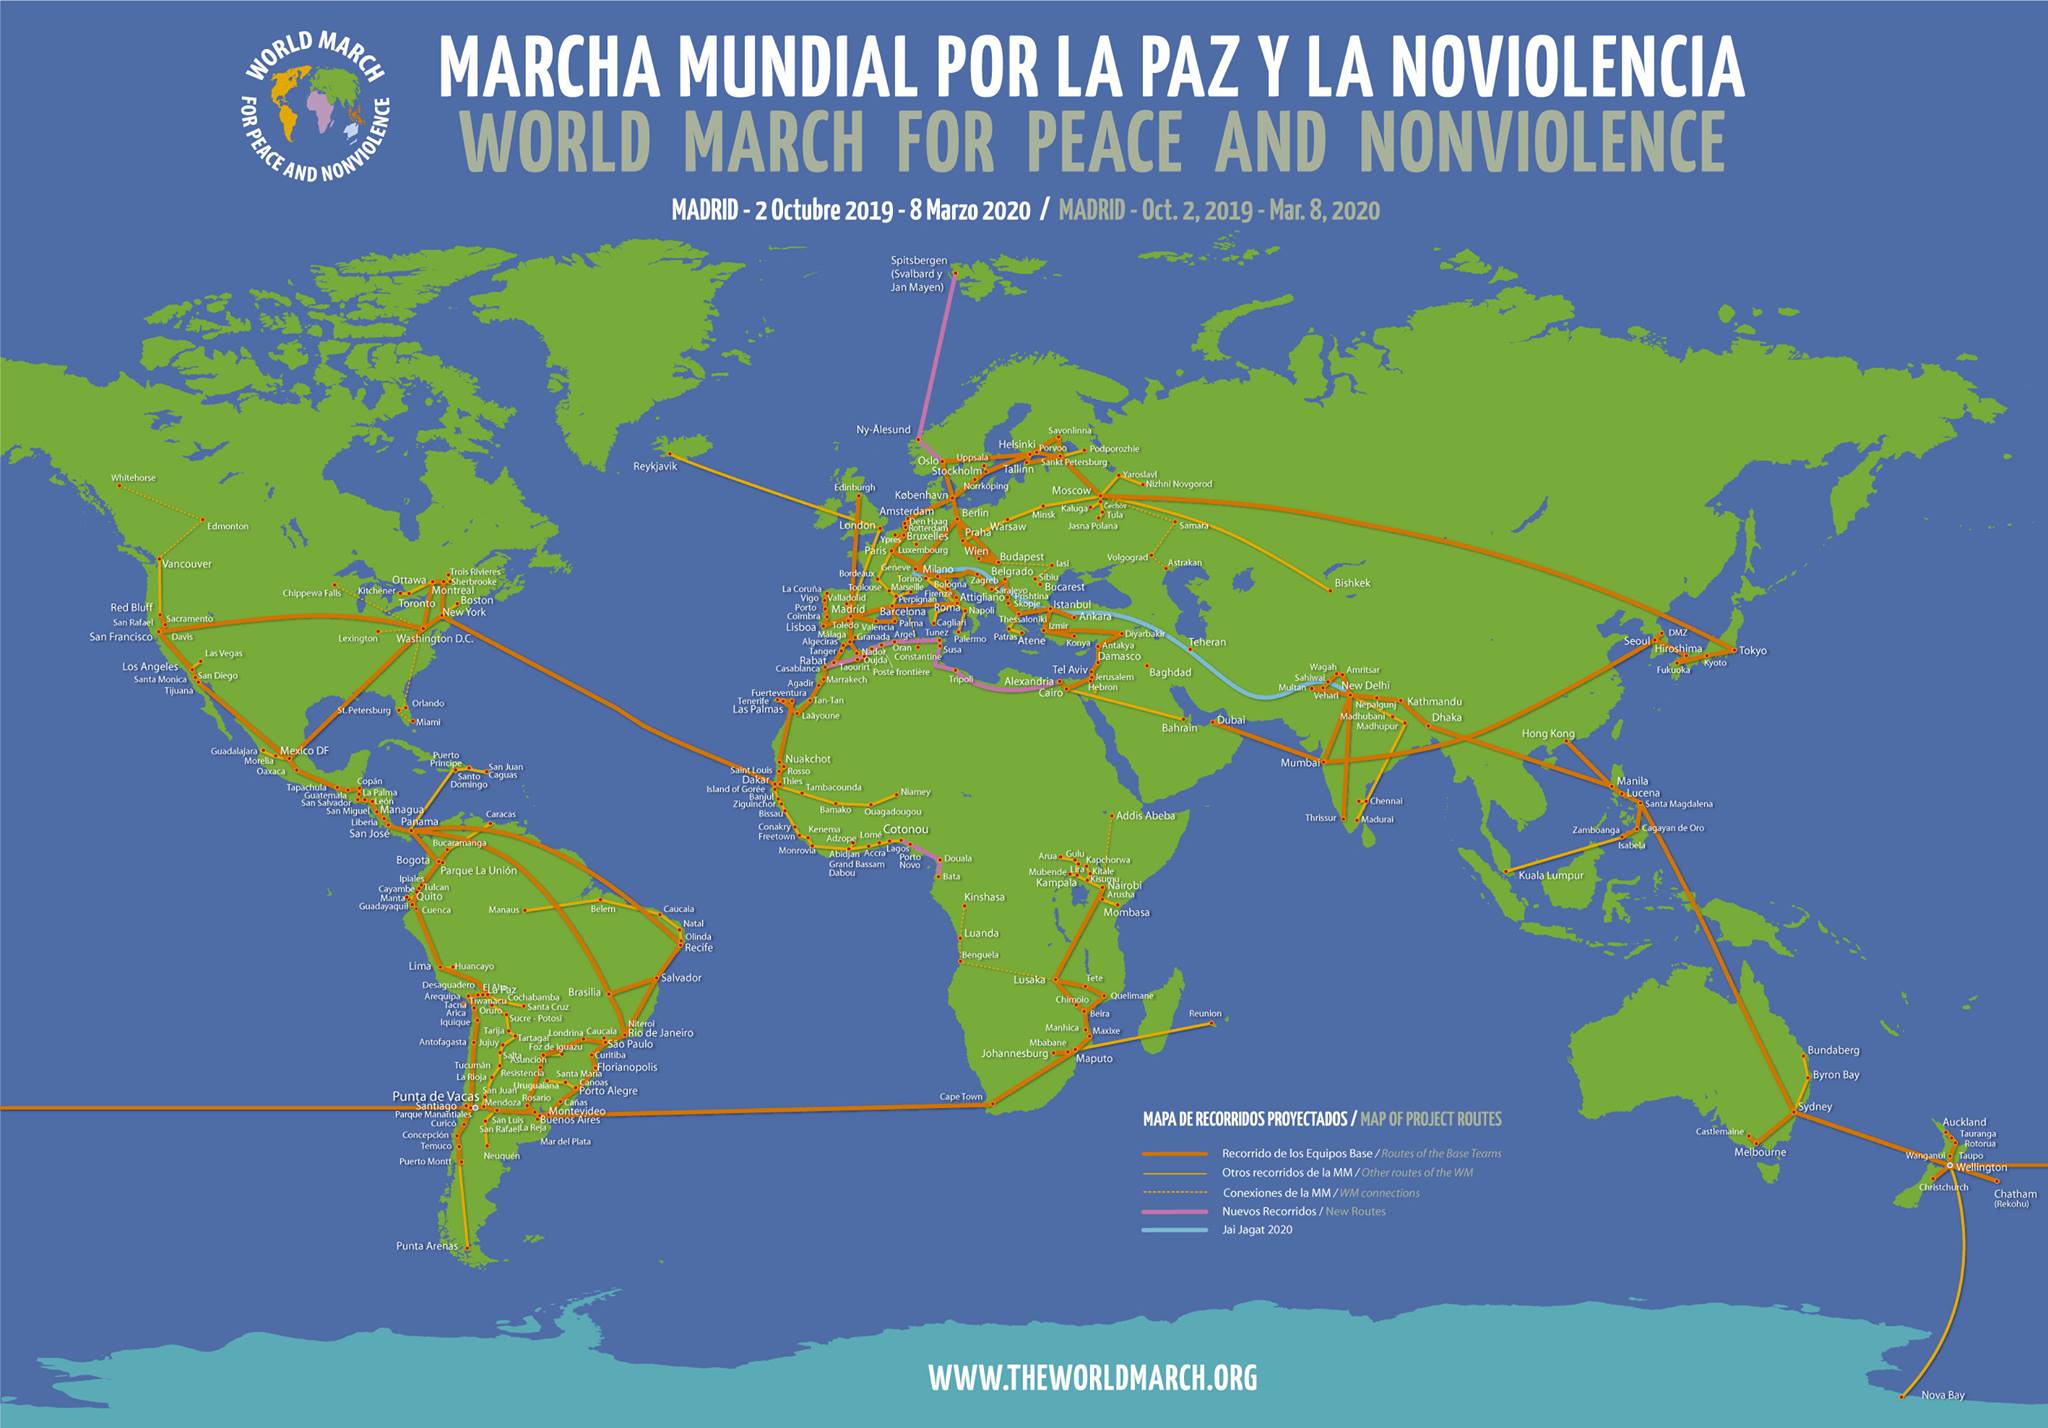 WORLD MARCH
FOR PEACE AND NONVIOLENCE
MARCHA MUNDIAL POR LA PAZ Y LA NOVIOLENCIA
WORLD MARCH FOR PEACE AND NONVIOLENCE
MADRID - 2 Octubre 2019 - 8 Marzo 2020 / MADRID - Oct. 2, 2019 - Mar. 8, 2020
Spitsbergen
(Svalbard y
Jan Mayen)
Ny-Àlesund
Reykjavik
Whitehorse
Edmonton
Vancouver
Red Bluff
Sacramento
San Rafael
San Francisco
Davis
Las Vegas
Los Angeles
Santa Monica
San Diego
Tijuana
Chippewa Falls
Kitchener
Ottawa
Trois Rivieres
Sherbrooke
Montreal
Toronto
Boston
New York
Lexington
Washington D.C.
Orlando
St. Petersburg
Miami
Guadalajara
Mexico DF
Morelia
Oaxaca
Tapachula
Copán
Guatemala
La Palma
San Salvador
León
San Miguel
Managua
Liberia
San José
Panama
Puerto
Principe
Santo
Domingo
San Juan
Caguas
Caracas
Bucaramanga
Bogotá
Parque La Unión
Ipiales
Tulcan
Cayambe
Quito
Manta
Guadayaquil
Cuenca
Manaus
Belem
Caucaia
Natal
Olinda
Recife
Salvador
Brasilia
Lima
Huancayo
Desaguadero
El Alto
La Paz
Arequipa
Tiwanacu
Cochabamba
Santa Cruz
Tacna
Oruro
Arica
Iquique
Sucre - Potosi
Tarija
Tartagal
Antofagasta
Jujuy
Salta
Londrina
Caucaia
Niteroi
Rio de Janeiro
São Paulo
Foz de Iguazu
Asunción
Curitiba
Florianopolis
Tucumán
Resistencia
La Rioja
Santa Maria
Canoas
Uruguaiana
Porto Alegre
Punta de Vacas
San Juan
Rosario
Cañas
Santiago
Mendoza
Montevideo
Parque Manantiales
Buenos Aires
Curicó
San Luis
La Reja
San Rafael
Concepción
Mar del Plata
Temuco
Neuquén
Puerto Montt
Punta Arenas
Savonlinna
Helsinki
Porvoo
Podporozhie
Oslo
Uppsala
Stockholm
Tallinn
Sankt Petersburg
Norrköping
Yaroslavl
Nizhni Novgorod
Edinburgh
København
Moscow
Amsterdam
Berlin
Minsk
Kaluga
Cechov
Tula
Jasna Polana
London
Den Haag
Rotterdam
Warsaw
Samara
Ypres
Bruxelles
Praha
Paris
Luxembourg
Wien
Budapest
Volgograd
Astrakan
Bishkek
Geneve
Milano
Iasi
Bordeaux
Torino
Zagreb
Belgrado
Sibiu
Bucarest
La Coruña
Toulouse
Marseille
Bologna
Sarajevo
Vigo
Valladolid
Perpignan
Firenze
Attigliano
Prishtina
Porto
Madrid
Barcelona
Roma
Skopje
Istanbul
Coimbra
Napoli
Thessaloniki
Ankara
Lisboa
Toledo
Valencia
Palma
Cagliari
Izmir
Málaga
Granada
Argel
Tunez
Palermo
Patras
Atene
Konya
Diyarbakir
Algeciras
Tanger
Nador
Oran
Susa
Antakya
Teheran
Rabat
Oujda
Constantine
Damasco
Casablanca
Taourirt
Poste frontière
Tripoli
Tel Aviv
Baghdad
Marrakech
Alexandria
Jerusalem
Agadir
Cairo
Hebron
Fuerteventura
Tenerife
Tan-Tan
Las Palmas
Laâyoune
Bahrain
Dubai
Nuakchot
Saint Louis
Rosso
Dakar
Thies
Island of Gorée
Tambacounda
Niamey
Banjul
Ziguinchor
Bamako
Ouagadougou
Bissau
Conakry
Kenema
Cotonou
Freetown
Adzope
Lomé
Monrovia
Abidjan
Accra
Lagos
Grand Bassam
Porto
Novo
Dabou
Douala
Bata
Addis Abeba
Arua
Gulu
Kapchorwa
Mubende
Lira
Kitale
Kampala
Kisumu
Nairobi
Arusha
Mombasa
Kinshasa
Luanda
Benguela
Lusaka
Tete
Chimoio
Quelimane
Beira
Manhica
Maxixe
Reunion
Mbabane
Johannesburg
Maputo
Cape Town
Wagah
Amritsar
Sahiwal
Multan
New Delhi
Vehari
Nepalgunj
Kathmandu
Madhubani
Madhupur
Dhaka
Mumbai
Chennai
Thrissur
Madurai
Seoul
DMZ
Hiroshima
Tokyo
Fukuoka
Kyoto
Hong Kong
Manila
Lucena
Santa Magdalena
Zamboanga
Cagayan de Oro
Isabela
Kuala Lumpur
Bundaberg
Byron Bay
Sydney
Castlemaine
Melbourne
Auckland
Tauranga
Rotorua
Wanganui
Taupo
Wellington
Christchurch
Chatham
(Rekohu)
Nova Bay
MAPA DE RECORRIDOS PROYECTADOS / MAP OF PROJECT ROUTES
Recorrido de los Equipos Base / Routes of the Base Teams
Otros recorridos de la MM / Other routes of the WM
Conexiones de la MM / WM connections
Nuevos Recorridos / New Routes
Jai Jagat 2020
WWW.THEWORLDMARCH.ORG